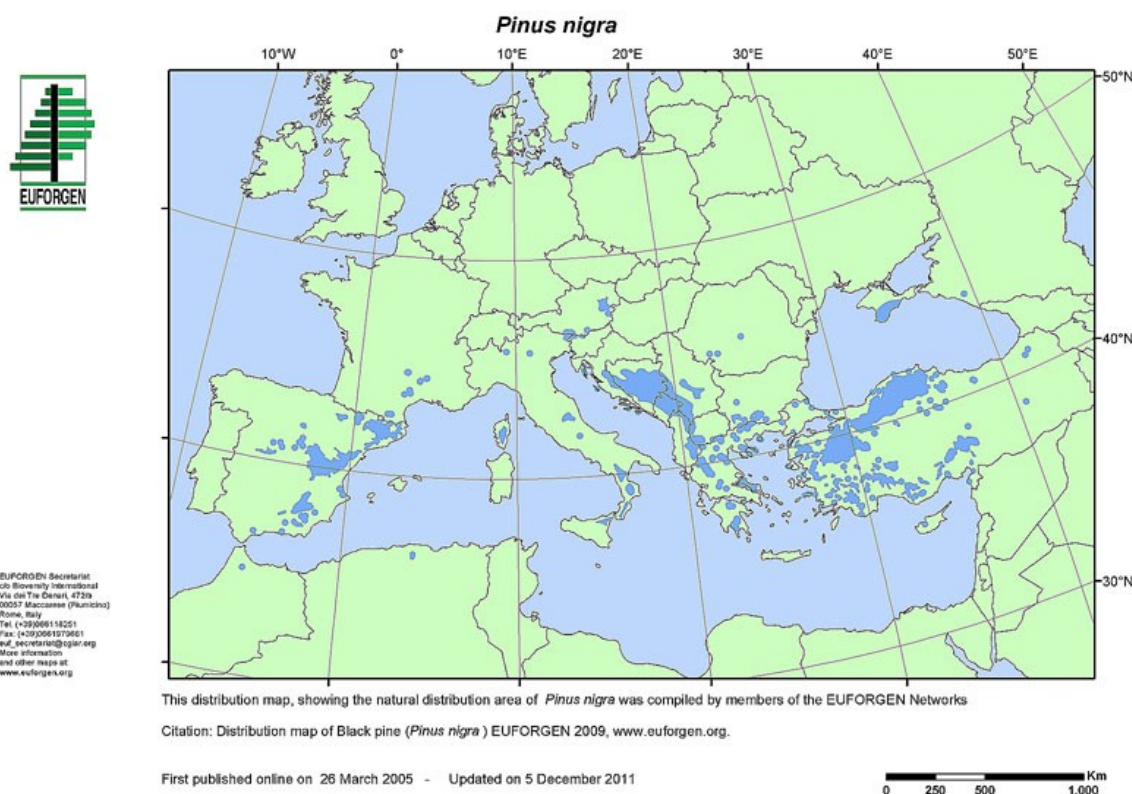 Pinus nigra
10°W 0° 10°E 20°E 30°E 40°E 50°E
50°N
EUFORGEN
40°N
30°N
EUFORGEN Secretariat
c/o Bioversity International
Via dei Tre Denari, 472/a
00057 Maccarese (Fiumicino)
Rome, Italy
Tel. (+39)066118251
Fax: (+39)0661979661
euf_secretariat@cgiar.org
More information
and other maps at:
www.euforgen.org
This distribution map, showing the natural distribution area of Pinus nigra was compiled by members of the EUFORGEN Networks
Citation: Distribution map of Black pine (Pinus nigra ) EUFORGEN 2009, www.euforgen.org.
First published online on 26 March 2005 - Updated on 5 December 2011
Km
0 250 500 1.000